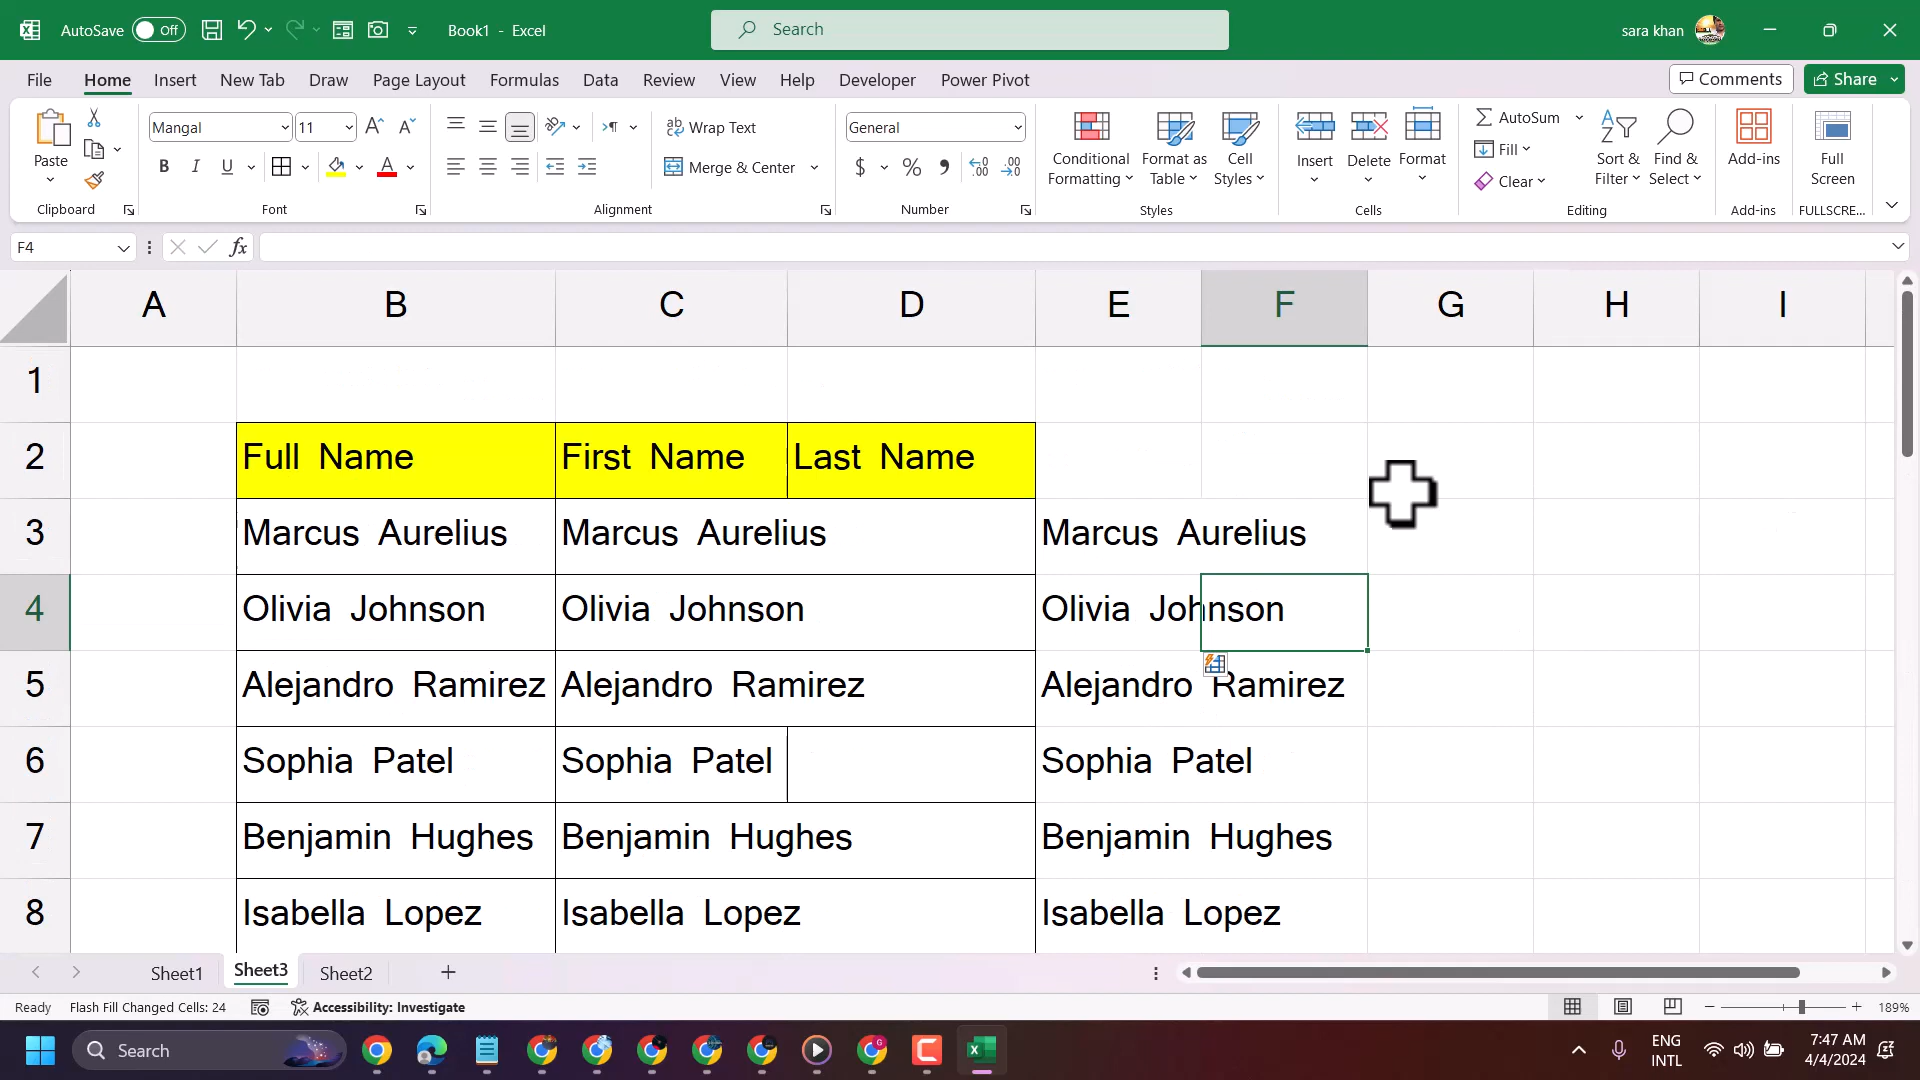 AutoSave Off Book1 - Excel Search sara khan
File Home Insert New Tab Draw Page Layout Formulas Data Review View Help Developer Power Pivot Comments Share
Mangal 11 Wrap Text General AutoSum
Paste Conditional Formatting Format as Table Cell Styles Insert Delete Format Fill Sort & Filter Find & Select Add-ins Full Screen
B I U Merge & Center $ % Clear
Clipboard Font Alignment Number Styles Cells Editing Add-ins FULLSCRE...
F4 fx
A B C D E F G H I
1
2 Full Name First Name Last Name
3 Marcus Aurelius Marcus Aurelius Marcus Aurelius
4 Olivia Johnson Olivia Johnson Olivia Johnson
5 Alejandro Ramirez Alejandro Ramirez Alejandro Ramirez
6 Sophia Patel Sophia Patel Sophia Patel
7 Benjamin Hughes Benjamin Hughes Benjamin Hughes
8 Isabella Lopez Isabella Lopez Isabella Lopez
Sheet1 Sheet3 Sheet2
Ready Flash Fill Changed Cells: 24 Accessibility: Investigate 189%
Search ENG 7:47 AM
INTL 4/4/2024